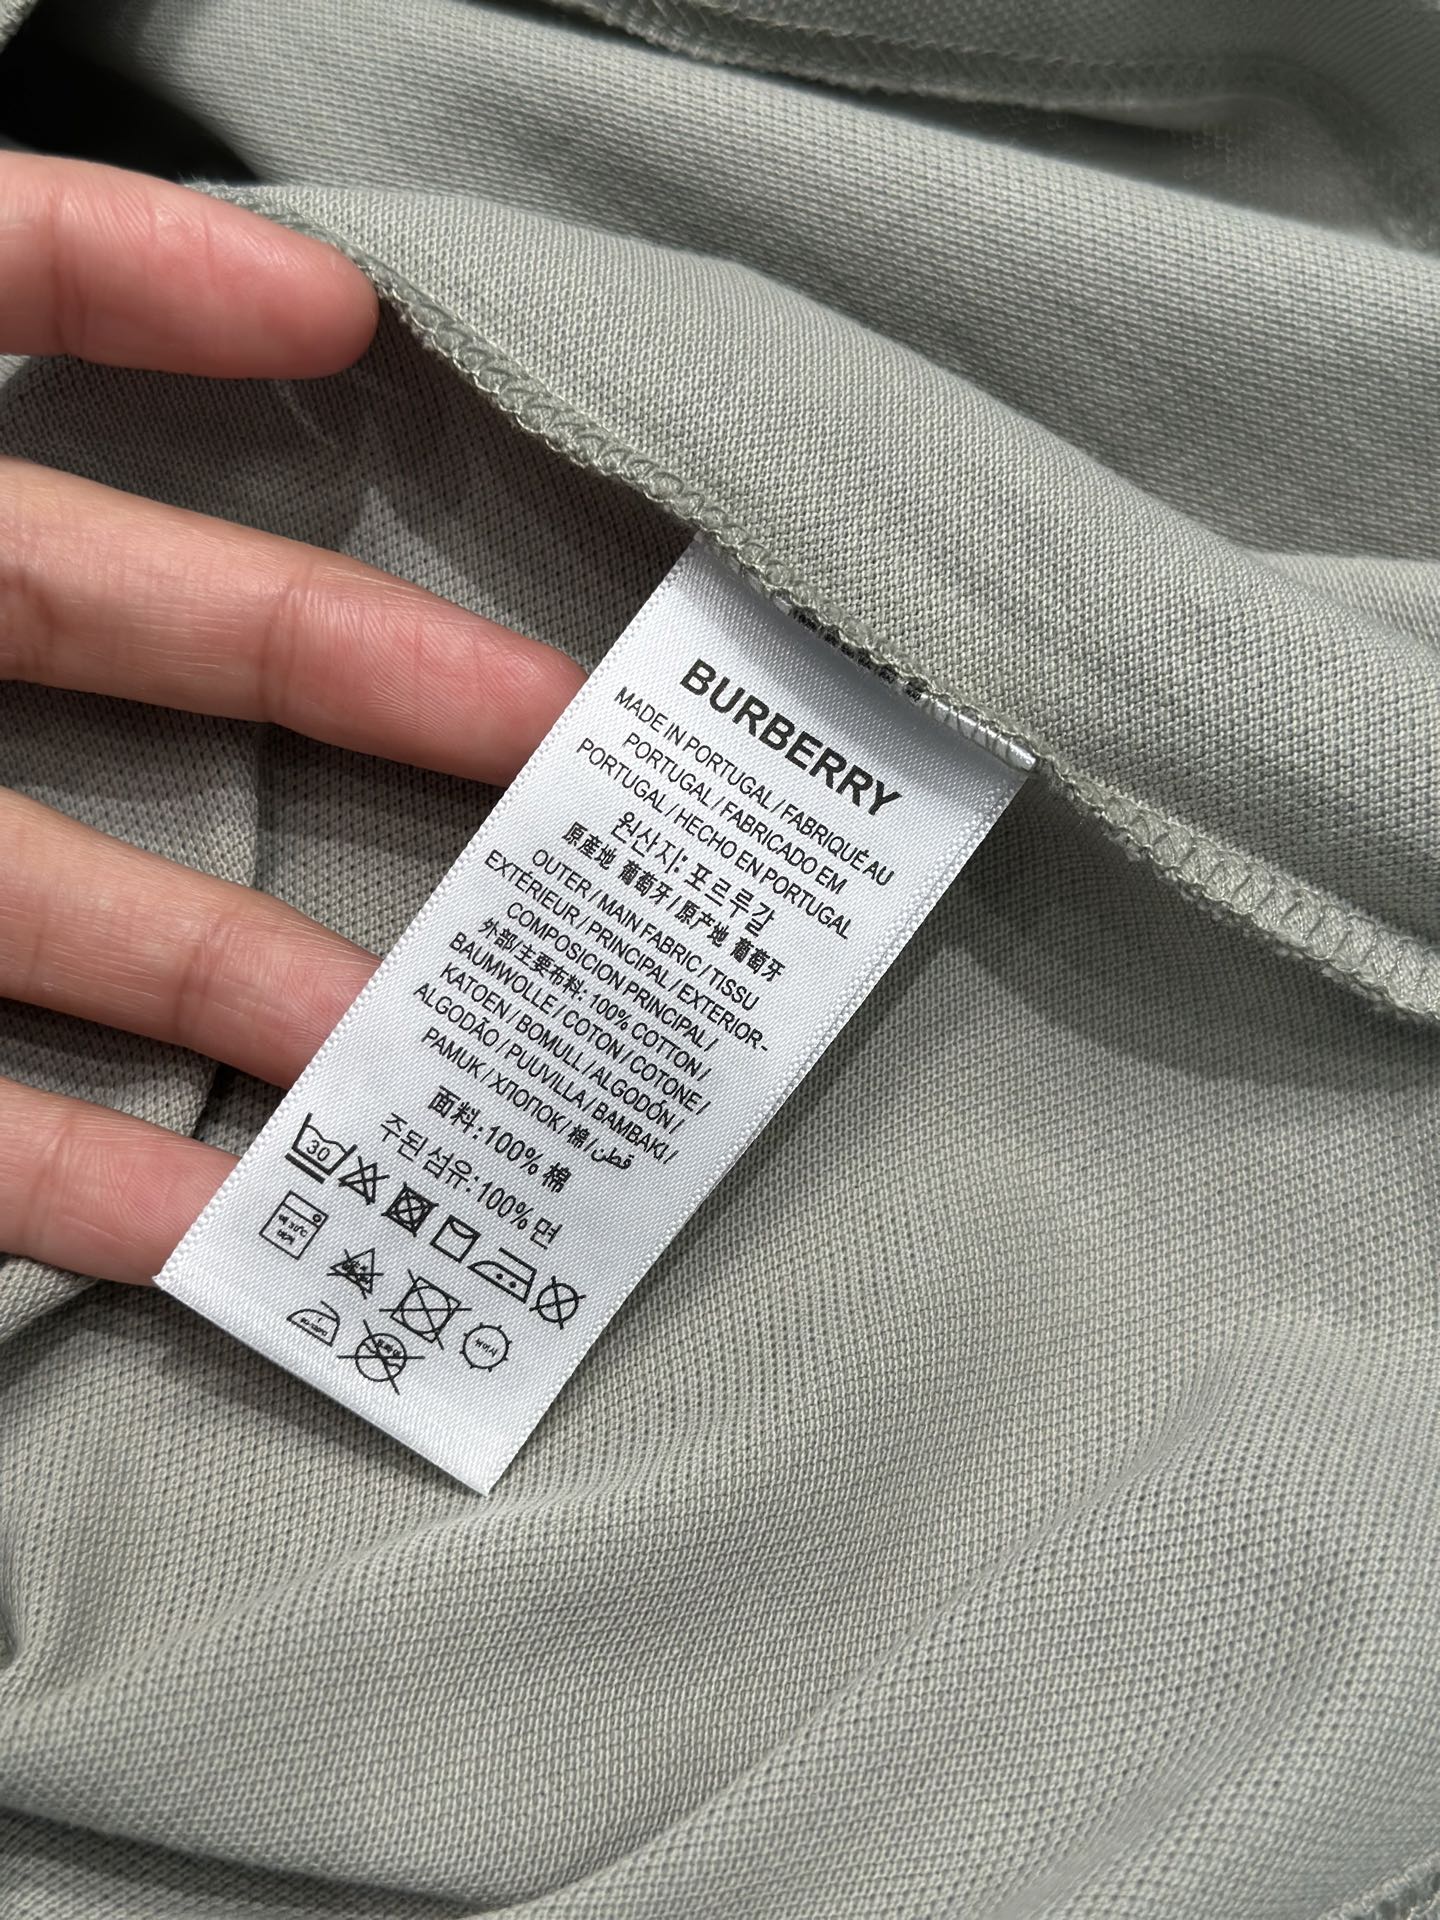 BURBERRY
MADE IN PORTUGAL / FABRIQUÉ AU
PORTUGAL / FABRICADO EM
PORTUGAL / HECHO EN PORTUGAL
원산지: 포르투갈
原産地 葡萄牙 / 原产地 葡萄牙
OUTER / MAIN FABRIC / TISSU
EXTÉRIEUR / PRINCIPAL / EXTERIOR-
COMPOSICION PRINCIPAL /
外部/主要布料: 100% COTTON /
BAUMWOLLE / COTON / COTONE /
KATOEN / BOMULL / ALGODÓN /
ALGODÃO / PUUVILLA / BAMBAKI /
PAMUK / ХЛОПОК / 棉 / قطن
面料: 100% 棉
주된 섬유: 100% 면
30